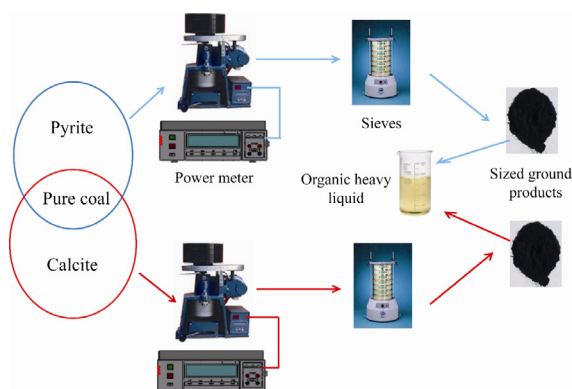 Pyrite
Pure coal
Calcite
Power meter
Sieves
Organic heavy
liquid
Sized ground
products